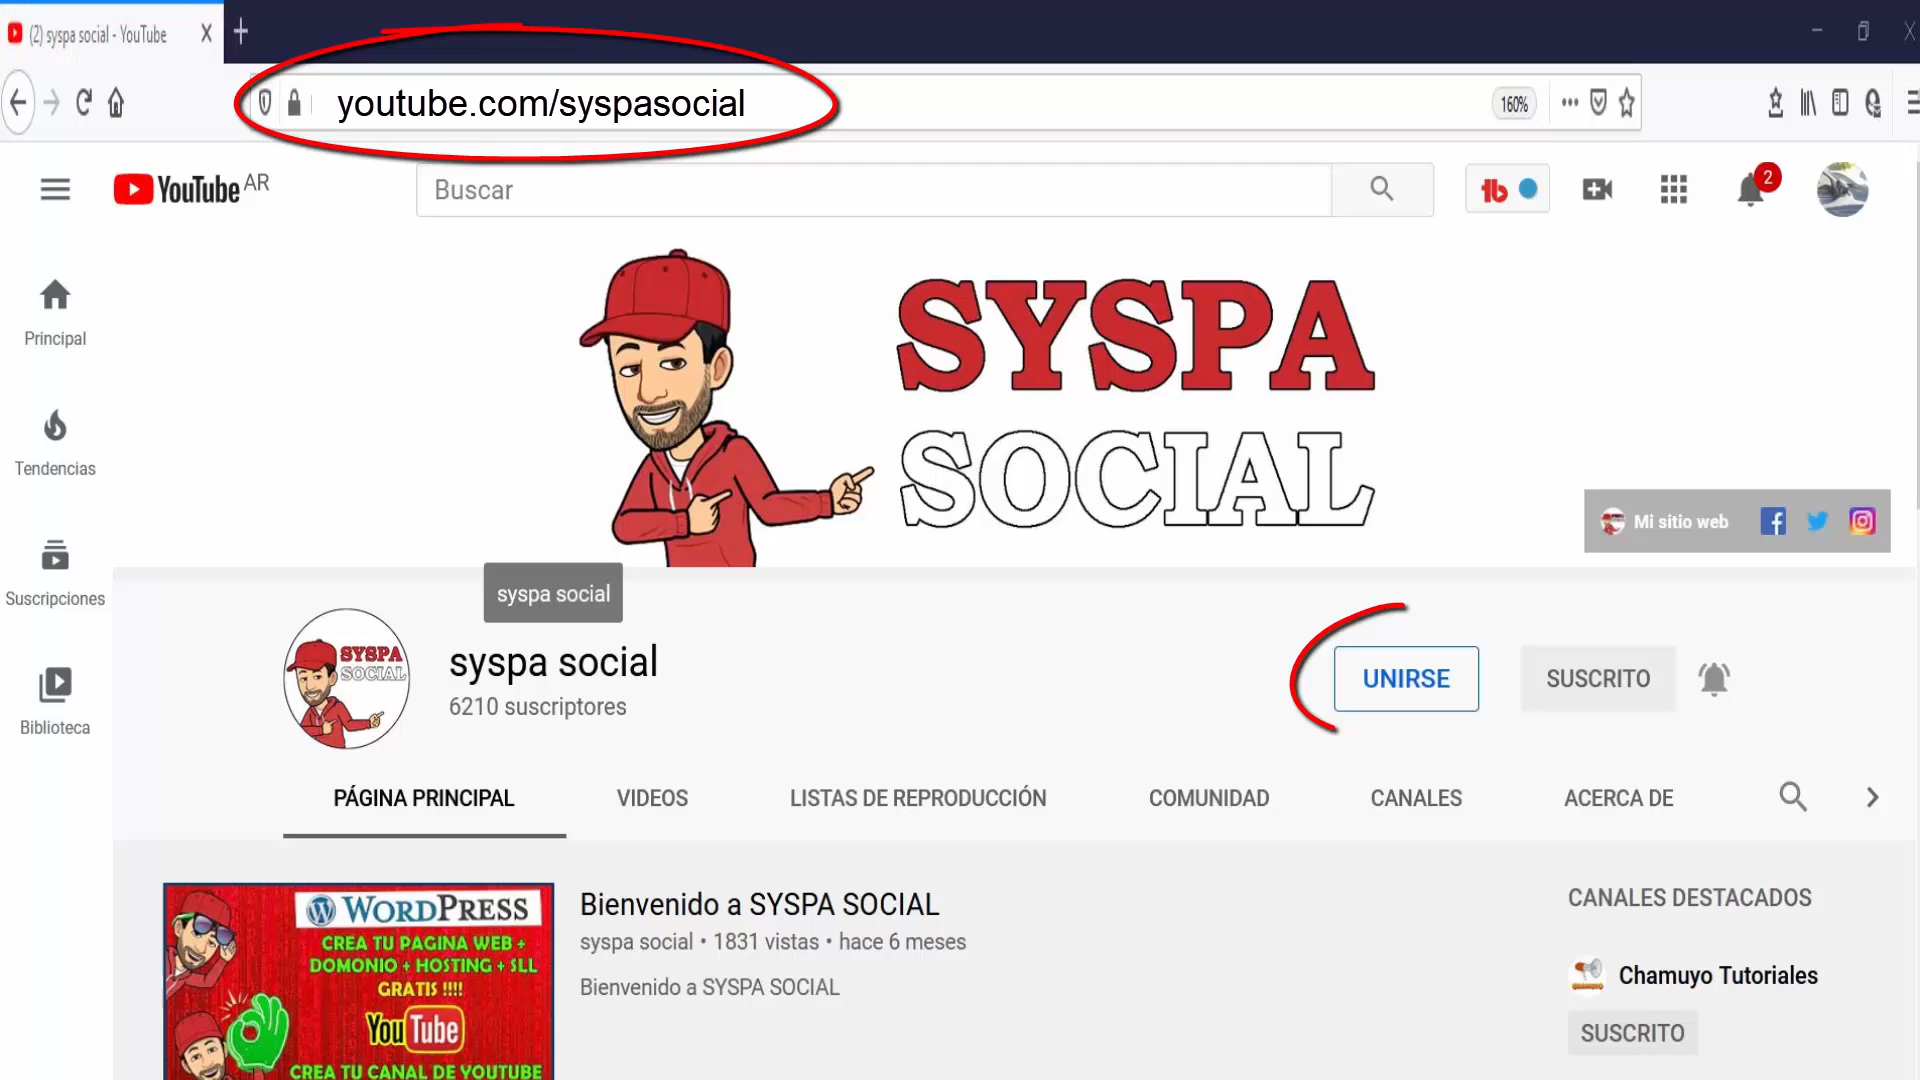 (2) syspa social - YouTube
youtube.com/syspasocial
160%
YouTube AR
Buscar
2
Principal
Tendencias
Suscripciones
Biblioteca
SYSPA
SOCIAL
Mi sitio web
syspa social
SYSPA
SOCIAL
syspa social
6210 suscriptores
UNIRSE
SUSCRITO
PÁGINA PRINCIPAL
VIDEOS
LISTAS DE REPRODUCCIÓN
COMUNIDAD
CANALES
ACERCA DE
WORDPRESS
CREA TU PAGINA WEB +
DOMONIO + HOSTING + SLL
GRATIS !!!!
YouTube
CREA TU CANAL DE YOUTUBE
Bienvenido a SYSPA SOCIAL
syspa social • 1831 vistas • hace 6 meses
Bienvenido a SYSPA SOCIAL
CANALES DESTACADOS
Chamuyo Tutoriales
SUSCRITO